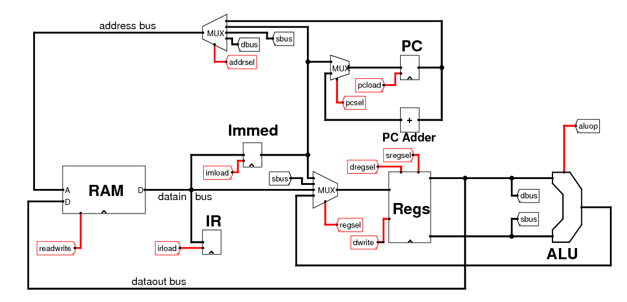 address bus
MUX
sbus
dbus
addrsel
PC
MUX
pcload
pcsel
+
PC Adder
aluop
Immed
sregsel
dregsel
imload
sbus
RAM
A
D
D
datain bus
MUX
Regs
dbus
sbus
regsel
IR
readwrite
irload
dwrite
ALU
dataout bus